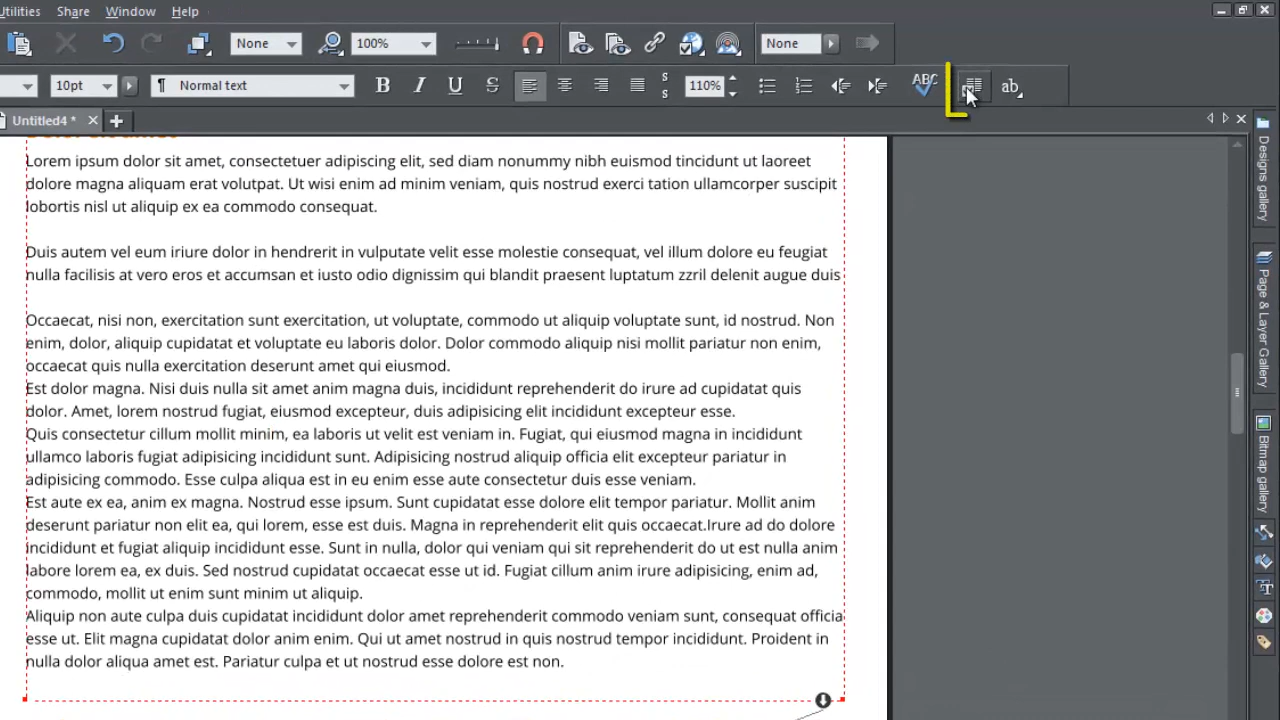 Utilities Share Window Help
None 100% None
10pt ¶ Normal text B I U S S S 110% ABC ab
Untitled4 *
Lorem ipsum dolor sit amet, consectetuer adipiscing elit, sed diam nonummy nibh euismod tincidunt ut laoreet
dolore magna aliquam erat volutpat. Ut wisi enim ad minim veniam, quis nostrud exerci tation ullamcorper suscipit
lobortis nisl ut aliquip ex ea commodo consequat.
Duis autem vel eum iriure dolor in hendrerit in vulputate velit esse molestie consequat, vel illum dolore eu feugiat
nulla facilisis at vero eros et accumsan et iusto odio dignissim qui blandit praesent luptatum zzril delenit augue duis
Occaecat, nisi non, exercitation sunt exercitation, ut voluptate, commodo ut aliquip voluptate sunt, id nostrud. Non
enim, dolor, aliquip cupidatat et voluptate eu laboris dolor. Dolor commodo aliquip nisi mollit pariatur non enim,
occaecat quis nulla exercitation deserunt amet qui eiusmod.
Est dolor magna. Nisi duis nulla sit amet anim magna duis, incididunt reprehenderit do irure ad cupidatat quis
dolor. Amet, lorem nostrud fugiat, eiusmod excepteur, duis adipisicing elit incididunt excepteur esse.
Quis consectetur cillum mollit minim, ea laboris ut velit est veniam in. Fugiat, qui eiusmod magna in incididunt
ullamco laboris fugiat adipisicing incididunt sunt. Adipisicing nostrud aliquip officia elit excepteur pariatur in
adipisicing commodo. Esse culpa aliqua est in eu enim esse aute consectetur duis esse veniam.
Est aute ex ea, anim ex magna. Nostrud esse ipsum. Sunt cupidatat esse dolore elit tempor pariatur. Mollit anim
deserunt pariatur non elit ea, qui lorem, esse est duis. Magna in reprehenderit elit quis occaecat.Irure ad do dolore
incididunt et fugiat aliquip incididunt esse. Sunt in nulla, dolor qui veniam qui sit reprehenderit do ut est nulla anim
labore lorem ea, ex duis. Sed nostrud cupidatat occaecat esse ut id. Fugiat cillum anim irure adipisicing, enim ad,
commodo, mollit ut enim sunt minim ut aliquip.
Aliquip non aute culpa duis cupidatat incididunt dolor amet reprehenderit commodo veniam sunt, consequat officia
esse ut. Elit magna cupidatat dolor anim enim. Qui ut amet nostrud in quis nostrud tempor incididunt. Proident in
nulla dolor aliqua amet est. Pariatur culpa et ut nostrud esse dolore est non.
Designs gallery
Page & Layer Gallery
Bitmap gallery